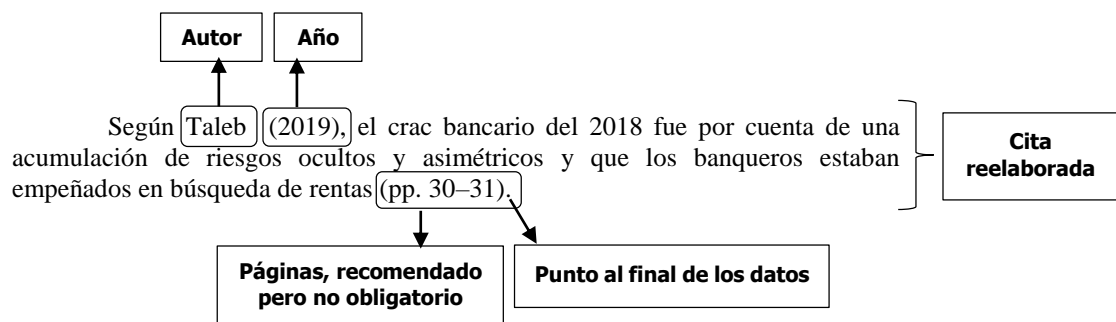 Autor
Año
Según Taleb (2019), el crac bancario del 2018 fue por cuenta de una
acumulación de riesgos ocultos y asimétricos y que los banqueros estaban
empeñados en búsqueda de rentas (pp. 30–31).
Cita
reelaborada
Páginas, recomendado
pero no obligatorio
Punto al final de los datos